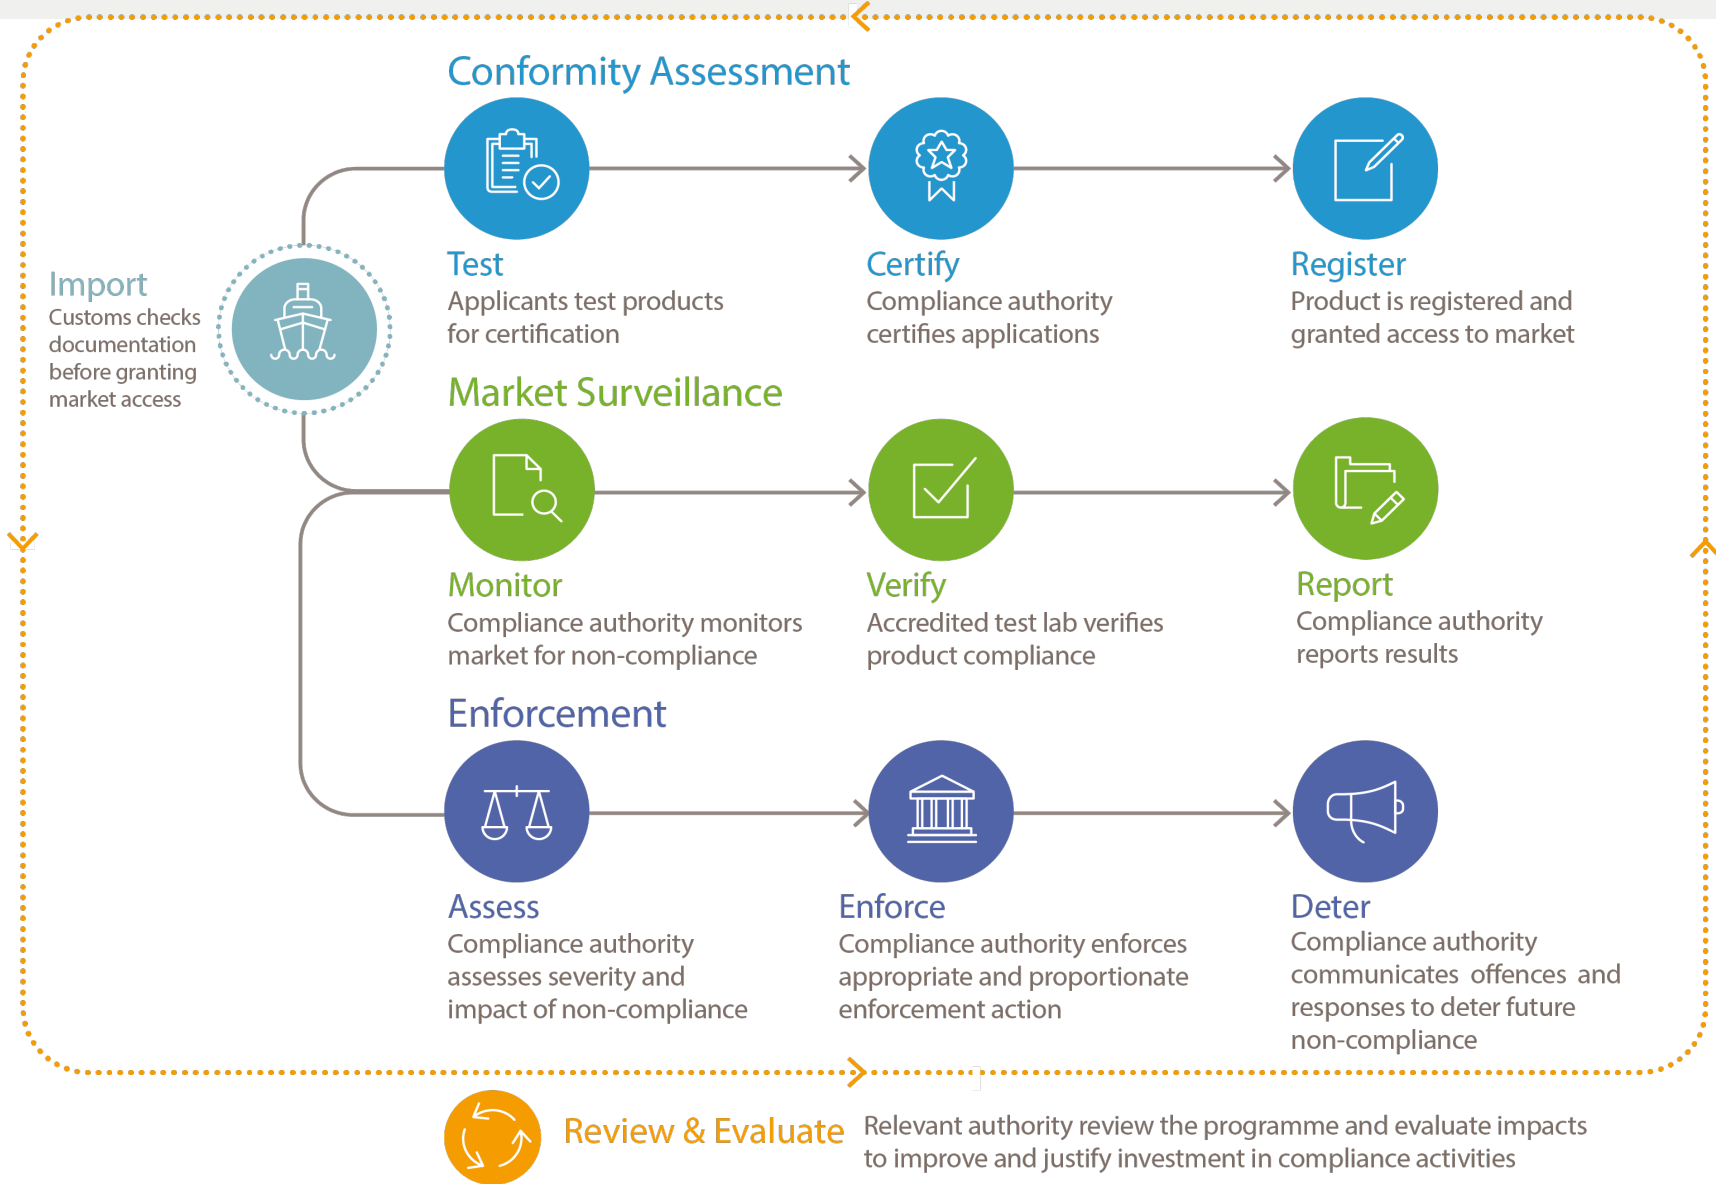 Conformity Assessment
Import
Customs checks
documentation
before granting
market access
Test
Applicants test products
for certification
Certify
Compliance authority
certifies applications
Register
Product is registered and
granted access to market
Market Surveillance
Monitor
Compliance authority monitors
market for non-compliance
Verify
Accredited test lab verifies
product compliance
Report
Compliance authority
reports results
Enforcement
Assess
Compliance authority
assesses severity and
impact of non-compliance
Enforce
Compliance authority enforces
appropriate and proportionate
enforcement action
Deter
Compliance authority
communicates offences and
responses to deter future
non-compliance
Review & Evaluate
Relevant authority review the programme and evaluate impacts
to improve and justify investment in compliance activities